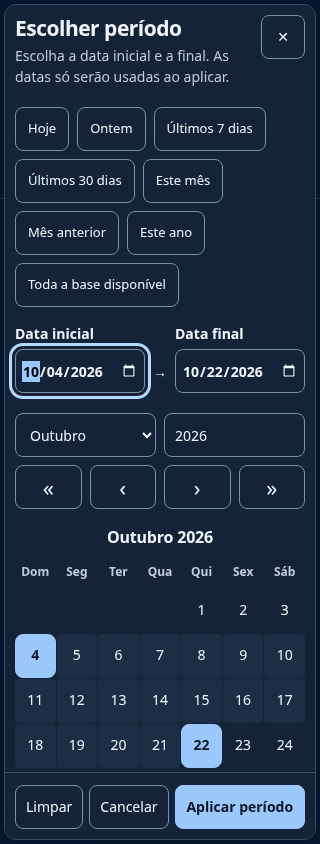 Escolher período
×
Escolha a data inicial e a final. As
datas só serão usadas ao aplicar.
Hoje
Ontem
Últimos 7 dias
Últimos 30 dias
Este mês
Mês anterior
Este ano
Toda a base disponível
Data inicial
Data final
10/04/2026
→
10/22/2026
Outubro
2026
« ‹ › »
Outubro 2026
Dom Seg Ter Qua Qui Sex Sáb
1 2 3
4 5 6 7 8 9 10
11 12 13 14 15 16 17
18 19 20 21 22 23 24
Limpar
Cancelar
Aplicar período